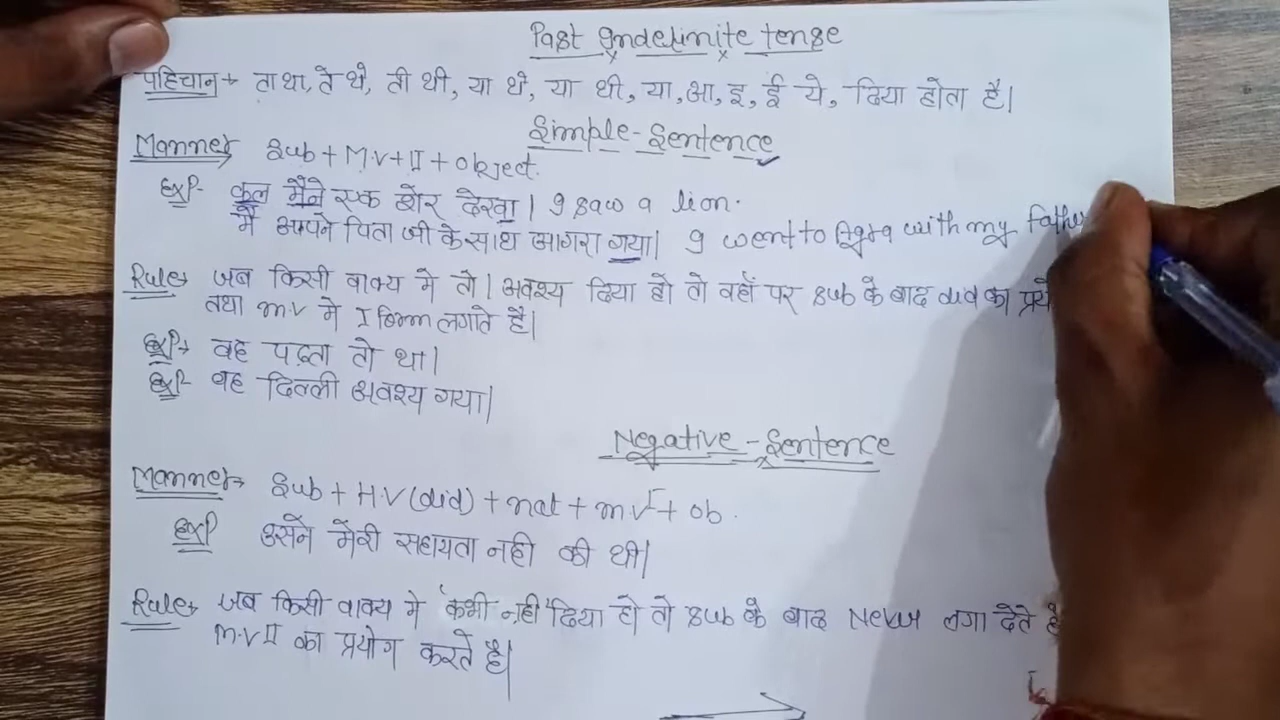 Past Indefinite tense
पहिचान → ता था, ते थे, ती थी, या थे, या थी, या, आ, इ, ई ये, दिया होता है।
Simple-Sentence
Manner → Sub + M.V + II + object.
Exp- कल मैंने एक शेर देखा। I saw a lion.
मैं अपने पिता जी के साथ आगरा गया। I went to Agra with my
Rule → जब किसी वाक्य मे तो। अवश्य दिया हो तो वहाँ पर sub के बाद did का
तथा m.v मे I form लगाते है।
Exp → वह पढ़ता तो था।
Exp- वह दिल्ली अवश्य गया।
Negative-Sentence
Manner → Sub + H.V (did) + not + m.v I + ob.
Exp उसने मेरी सहायता नही की थी।
Rule → जब किसी वाक्य मे 'कभी नही' दिया हो तो sub के बाद Never लगा देते है
m.v II का प्रयोग करते है।